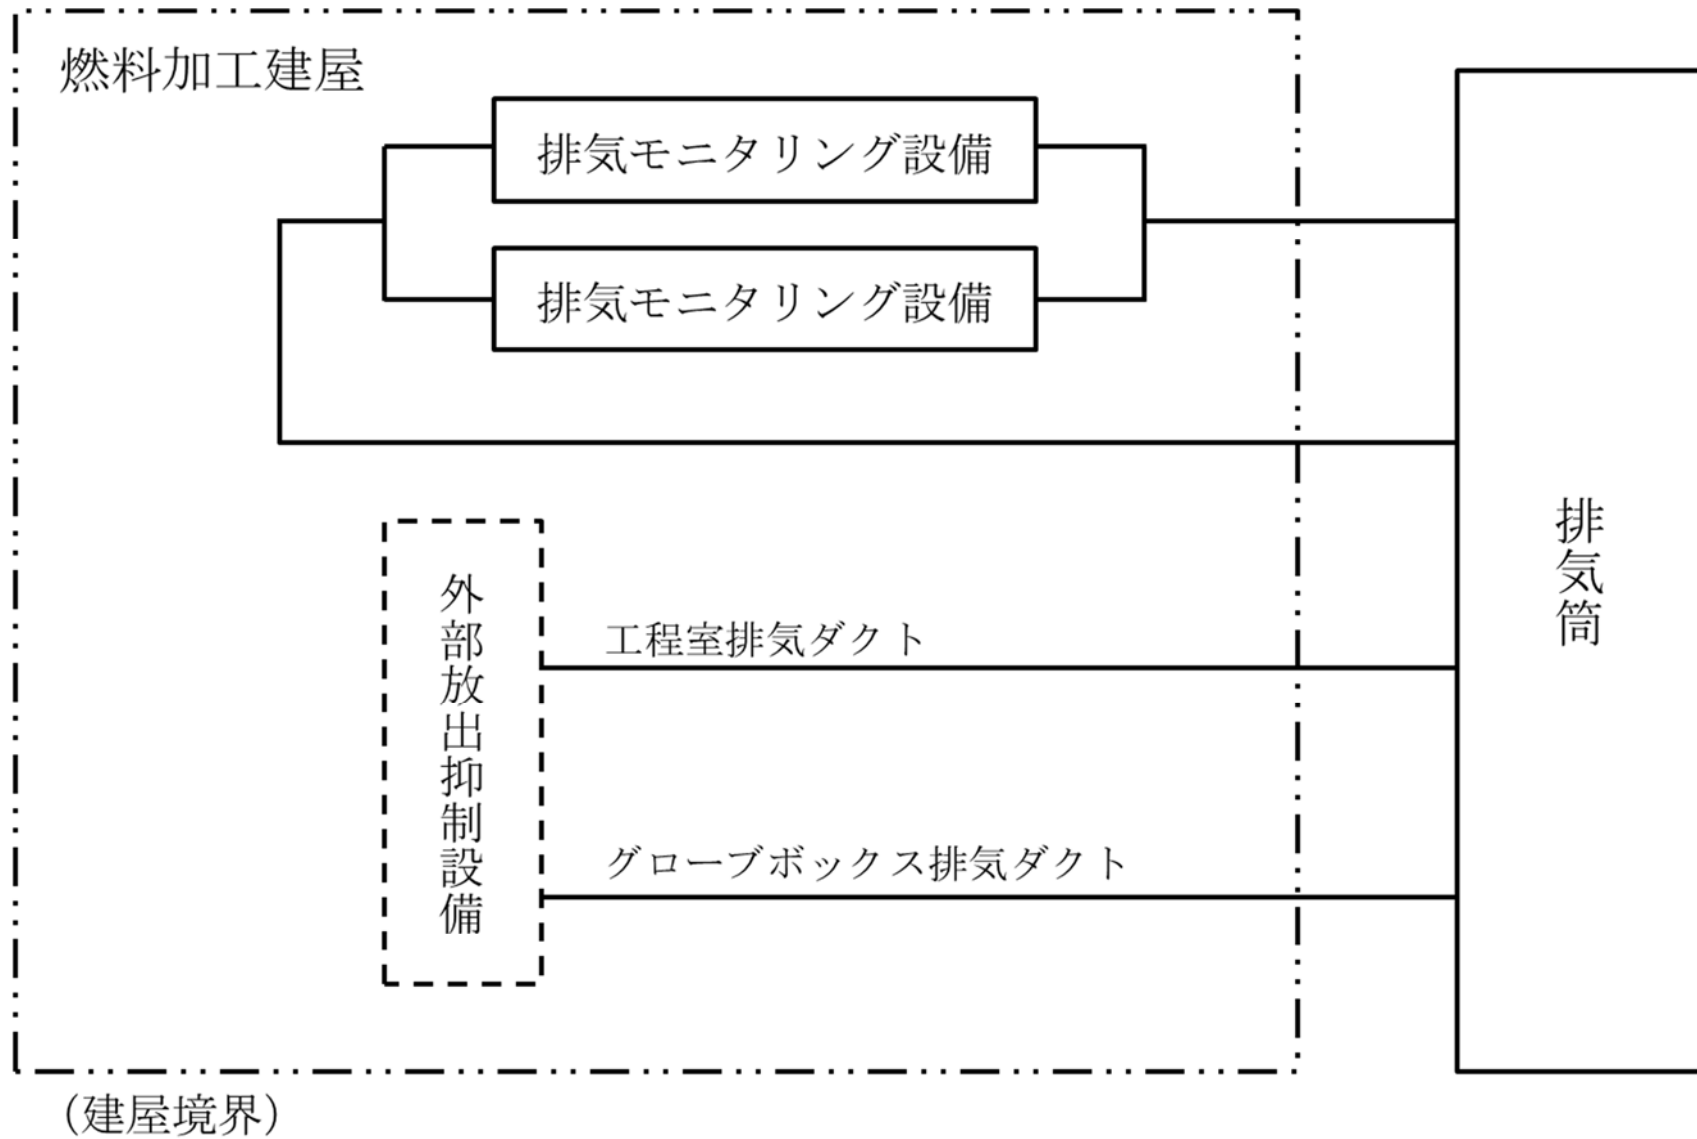 燃料加工建屋
排気モニタリング設備
排気モニタリング設備
外部放出抑制設備
工程室排気ダクト
グローブボックス排気ダクト
排気筒
（建屋境界）